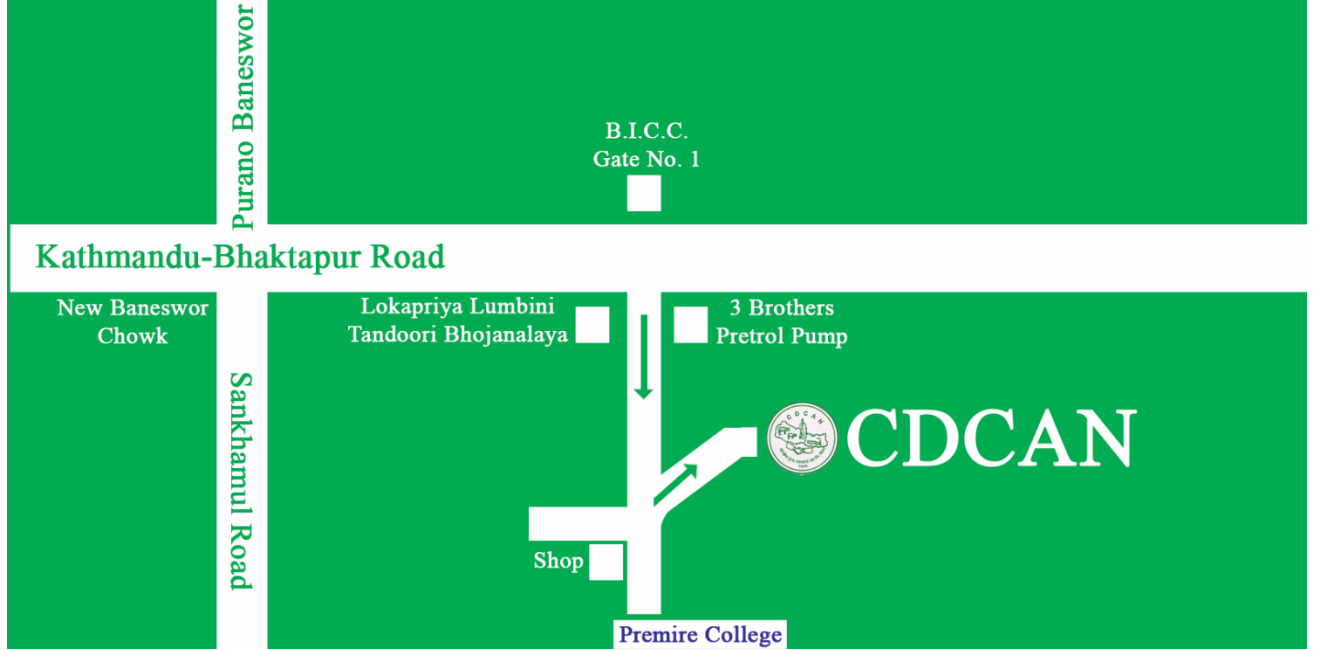 Purano Baneswor
B.I.C.C.
Gate No. 1
Kathmandu-Bhaktapur Road
New Baneswor
Chowk
Lokapriya Lumbini
Tandoori Bhojanalaya
3 Brothers
Pretrol Pump
Sankhamul Road
CDCAN
CDCAN
Shop
Premire College